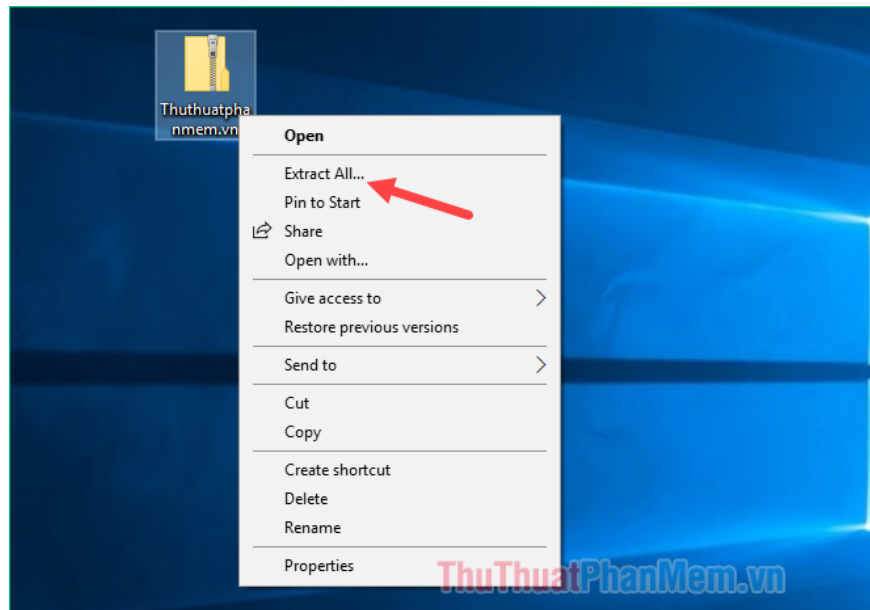 Thuthuatpha
nmem.vn
Open
Extract All...
Pin to Start
Share
Open with...
Give access to
Restore previous versions
Send to
Cut
Copy
Create shortcut
Delete
Rename
Properties
ThuThuatPhanMem.vn